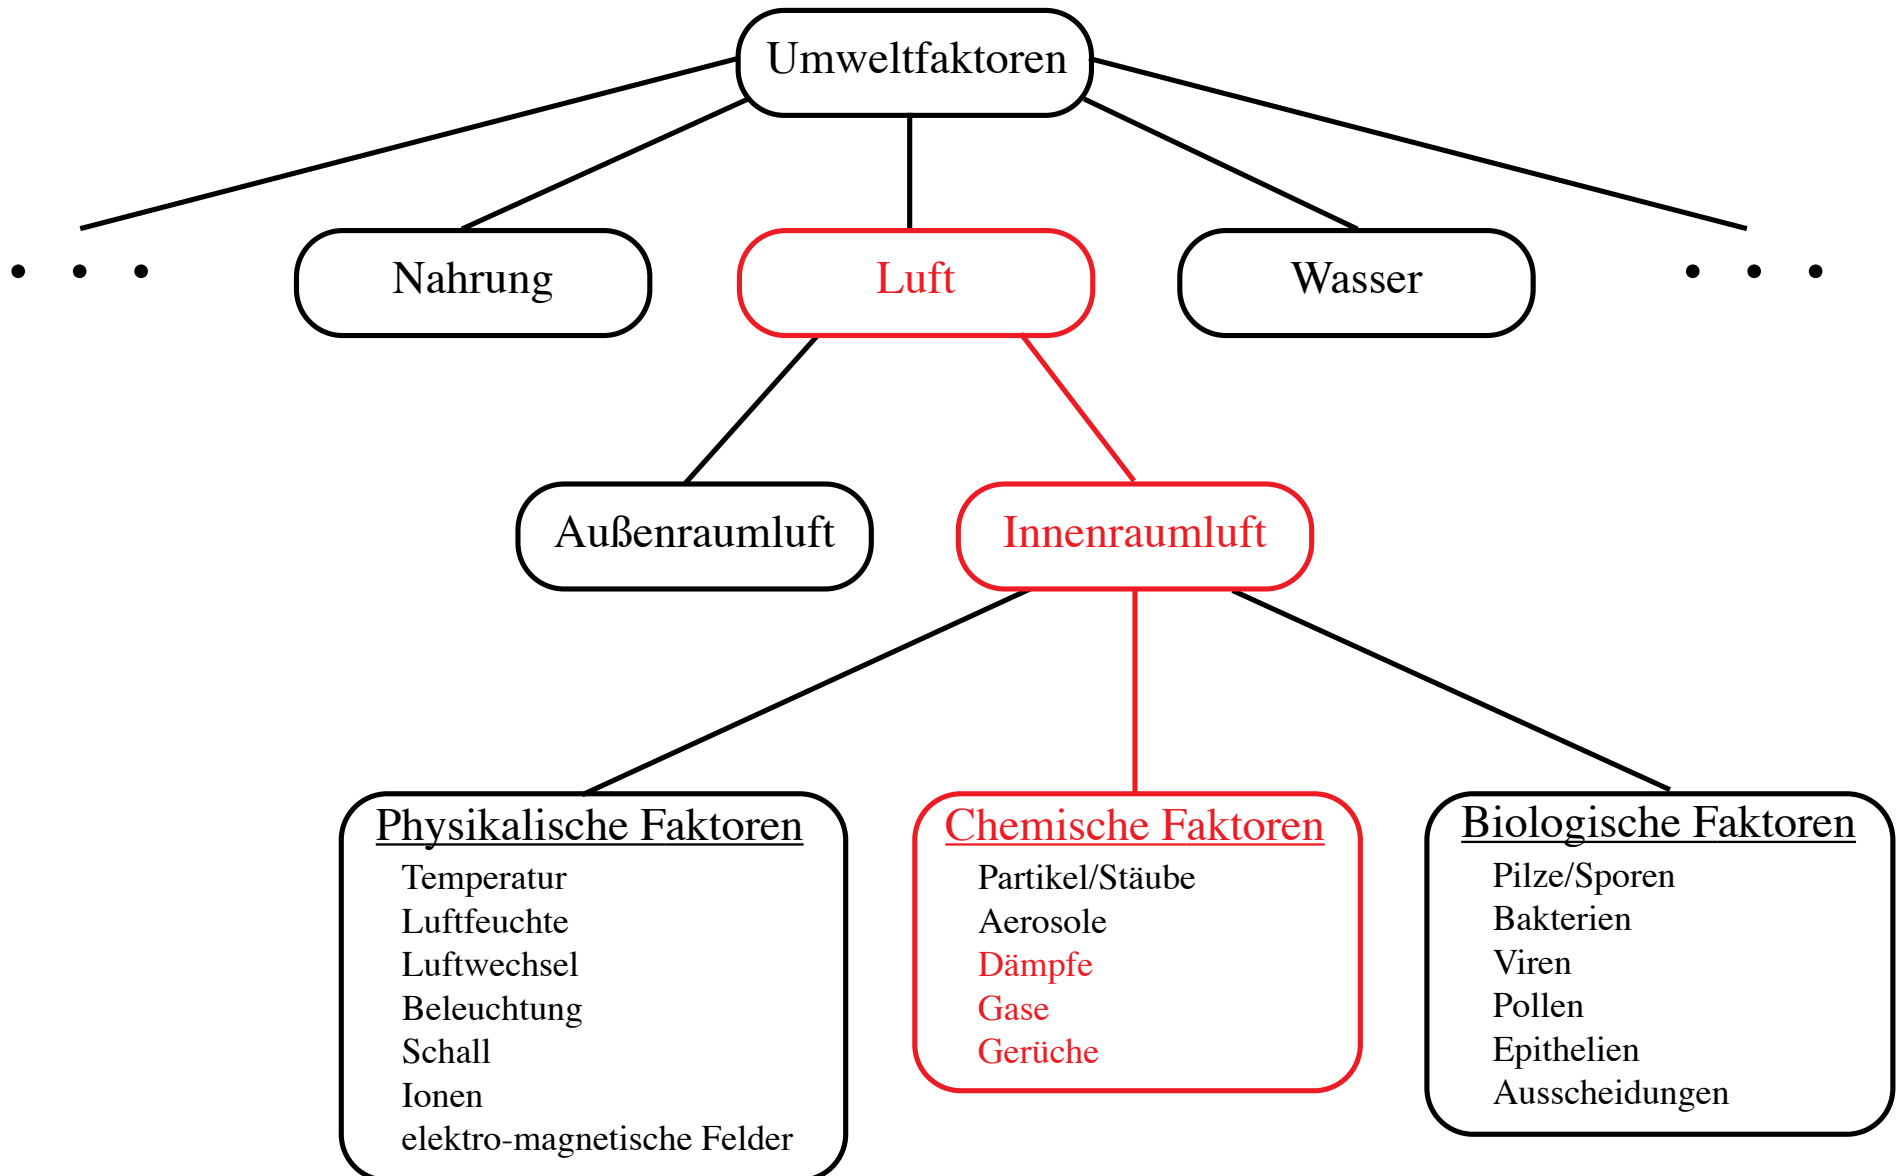 Umweltfaktoren
. . .
Nahrung
Luft
Wasser
. . .
Außenraumluft
Innenraumluft
Physikalische Faktoren
Temperatur
Luftfeuchte
Luftwechsel
Beleuchtung
Schall
Ionen
elektro-magnetische Felder
Chemische Faktoren
Partikel/Stäube
Aerosole
Dämpfe
Gase
Gerüche
Biologische Faktoren
Pilze/Sporen
Bakterien
Viren
Pollen
Epithelien
Ausscheidungen